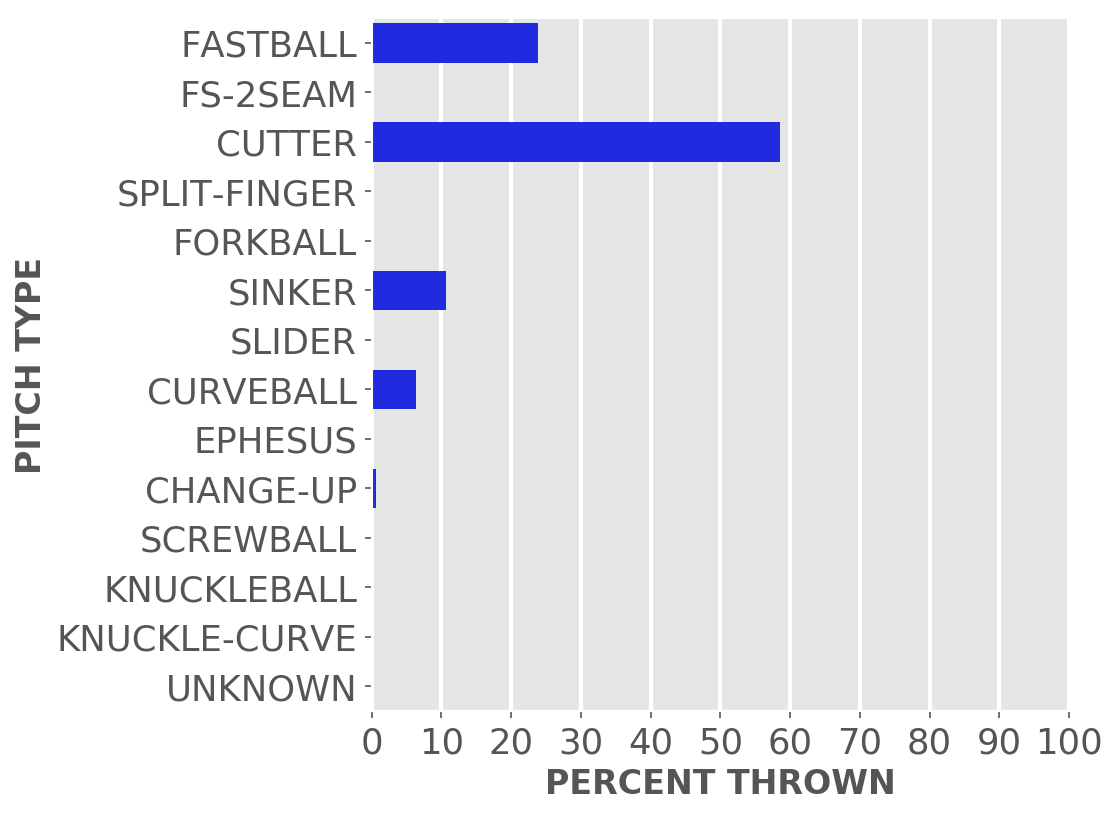 FASTBALL
FS-2SEAM
CUTTER
SPLIT-FINGER
FORKBALL
SINKER
SLIDER
CURVEBALL
EPHESUS
CHANGE-UP
SCREWBALL
KNUCKLEBALL
KNUCKLE-CURVE
UNKNOWN
PITCH TYPE
0 10 20 30 40 50 60 70 80 90 100
PERCENT THROWN